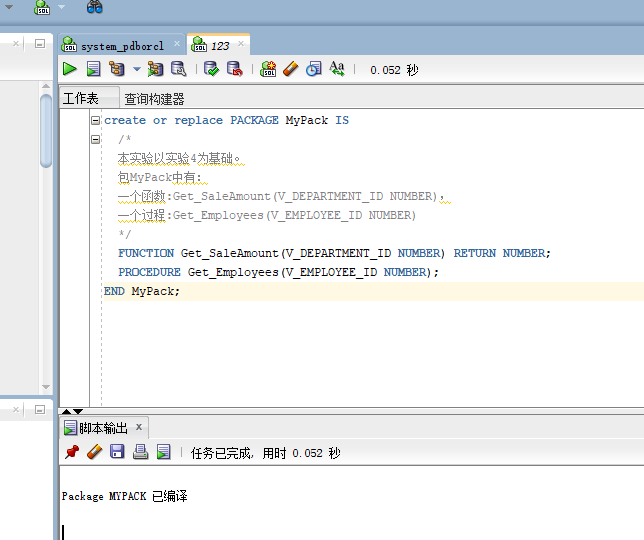 system_pdborcl
123
0.052 秒
工作表
查询构建器
create or replace PACKAGE MyPack IS
/*
本实验以实验4为基础。
包MyPack中有:
一个函数:Get_SaleAmount(V_DEPARTMENT_ID NUMBER),
一个过程:Get_Employees(V_EMPLOYEE_ID NUMBER)
*/
FUNCTION Get_SaleAmount(V_DEPARTMENT_ID NUMBER) RETURN NUMBER;
PROCEDURE Get_Employees(V_EMPLOYEE_ID NUMBER);
END MyPack;
脚本输出
任务已完成, 用时 0.052 秒
Package MYPACK 已编译